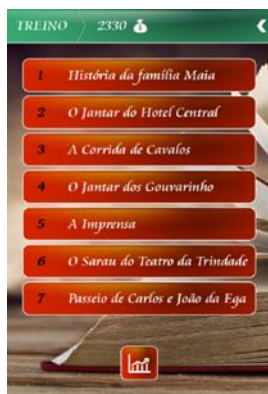 TREINO 2330
1 História da família Maia
2 O Jantar do Hotel Central
3 A Corrida de Cavalos
4 O Jantar dos Gouvarinho
5 A Imprensa
6 O Sarau do Teatro da Trindade
7 Passeio de Carlos e João da Ega